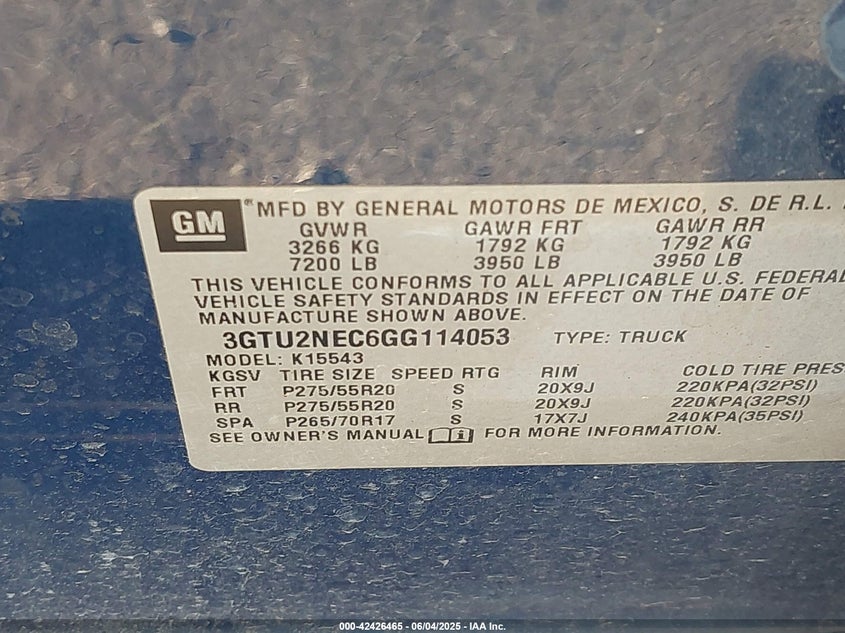 GM ® MFD BY GENERAL MOTORS DE MEXICO, S. DE R.L.
GVWR GAWR FRT GAWR RR
3266 KG 1792 KG 1792 KG
7200 LB 3950 LB 3950 LB
THIS VEHICLE CONFORMS TO ALL APPLICABLE U.S. FEDERAL
VEHICLE SAFETY STANDARDS IN EFFECT ON THE DATE OF
MANUFACTURE SHOWN ABOVE.
3GTU2NEC6GG114053 TYPE: TRUCK
MODEL: K15543
KGSV TIRE SIZE SPEED RTG RIM COLD TIRE PRES
FRT P275/55R20 S 20X9J 220KPA(32PSI)
RR P275/55R20 S 20X9J 220KPA(32PSI)
SPA P265/70R17 S 17X7J 240KPA(35PSI)
SEE OWNER'S MANUAL FOR MORE INFORMATION.
000-42426465 - 06/04/2025 - IAA Inc.